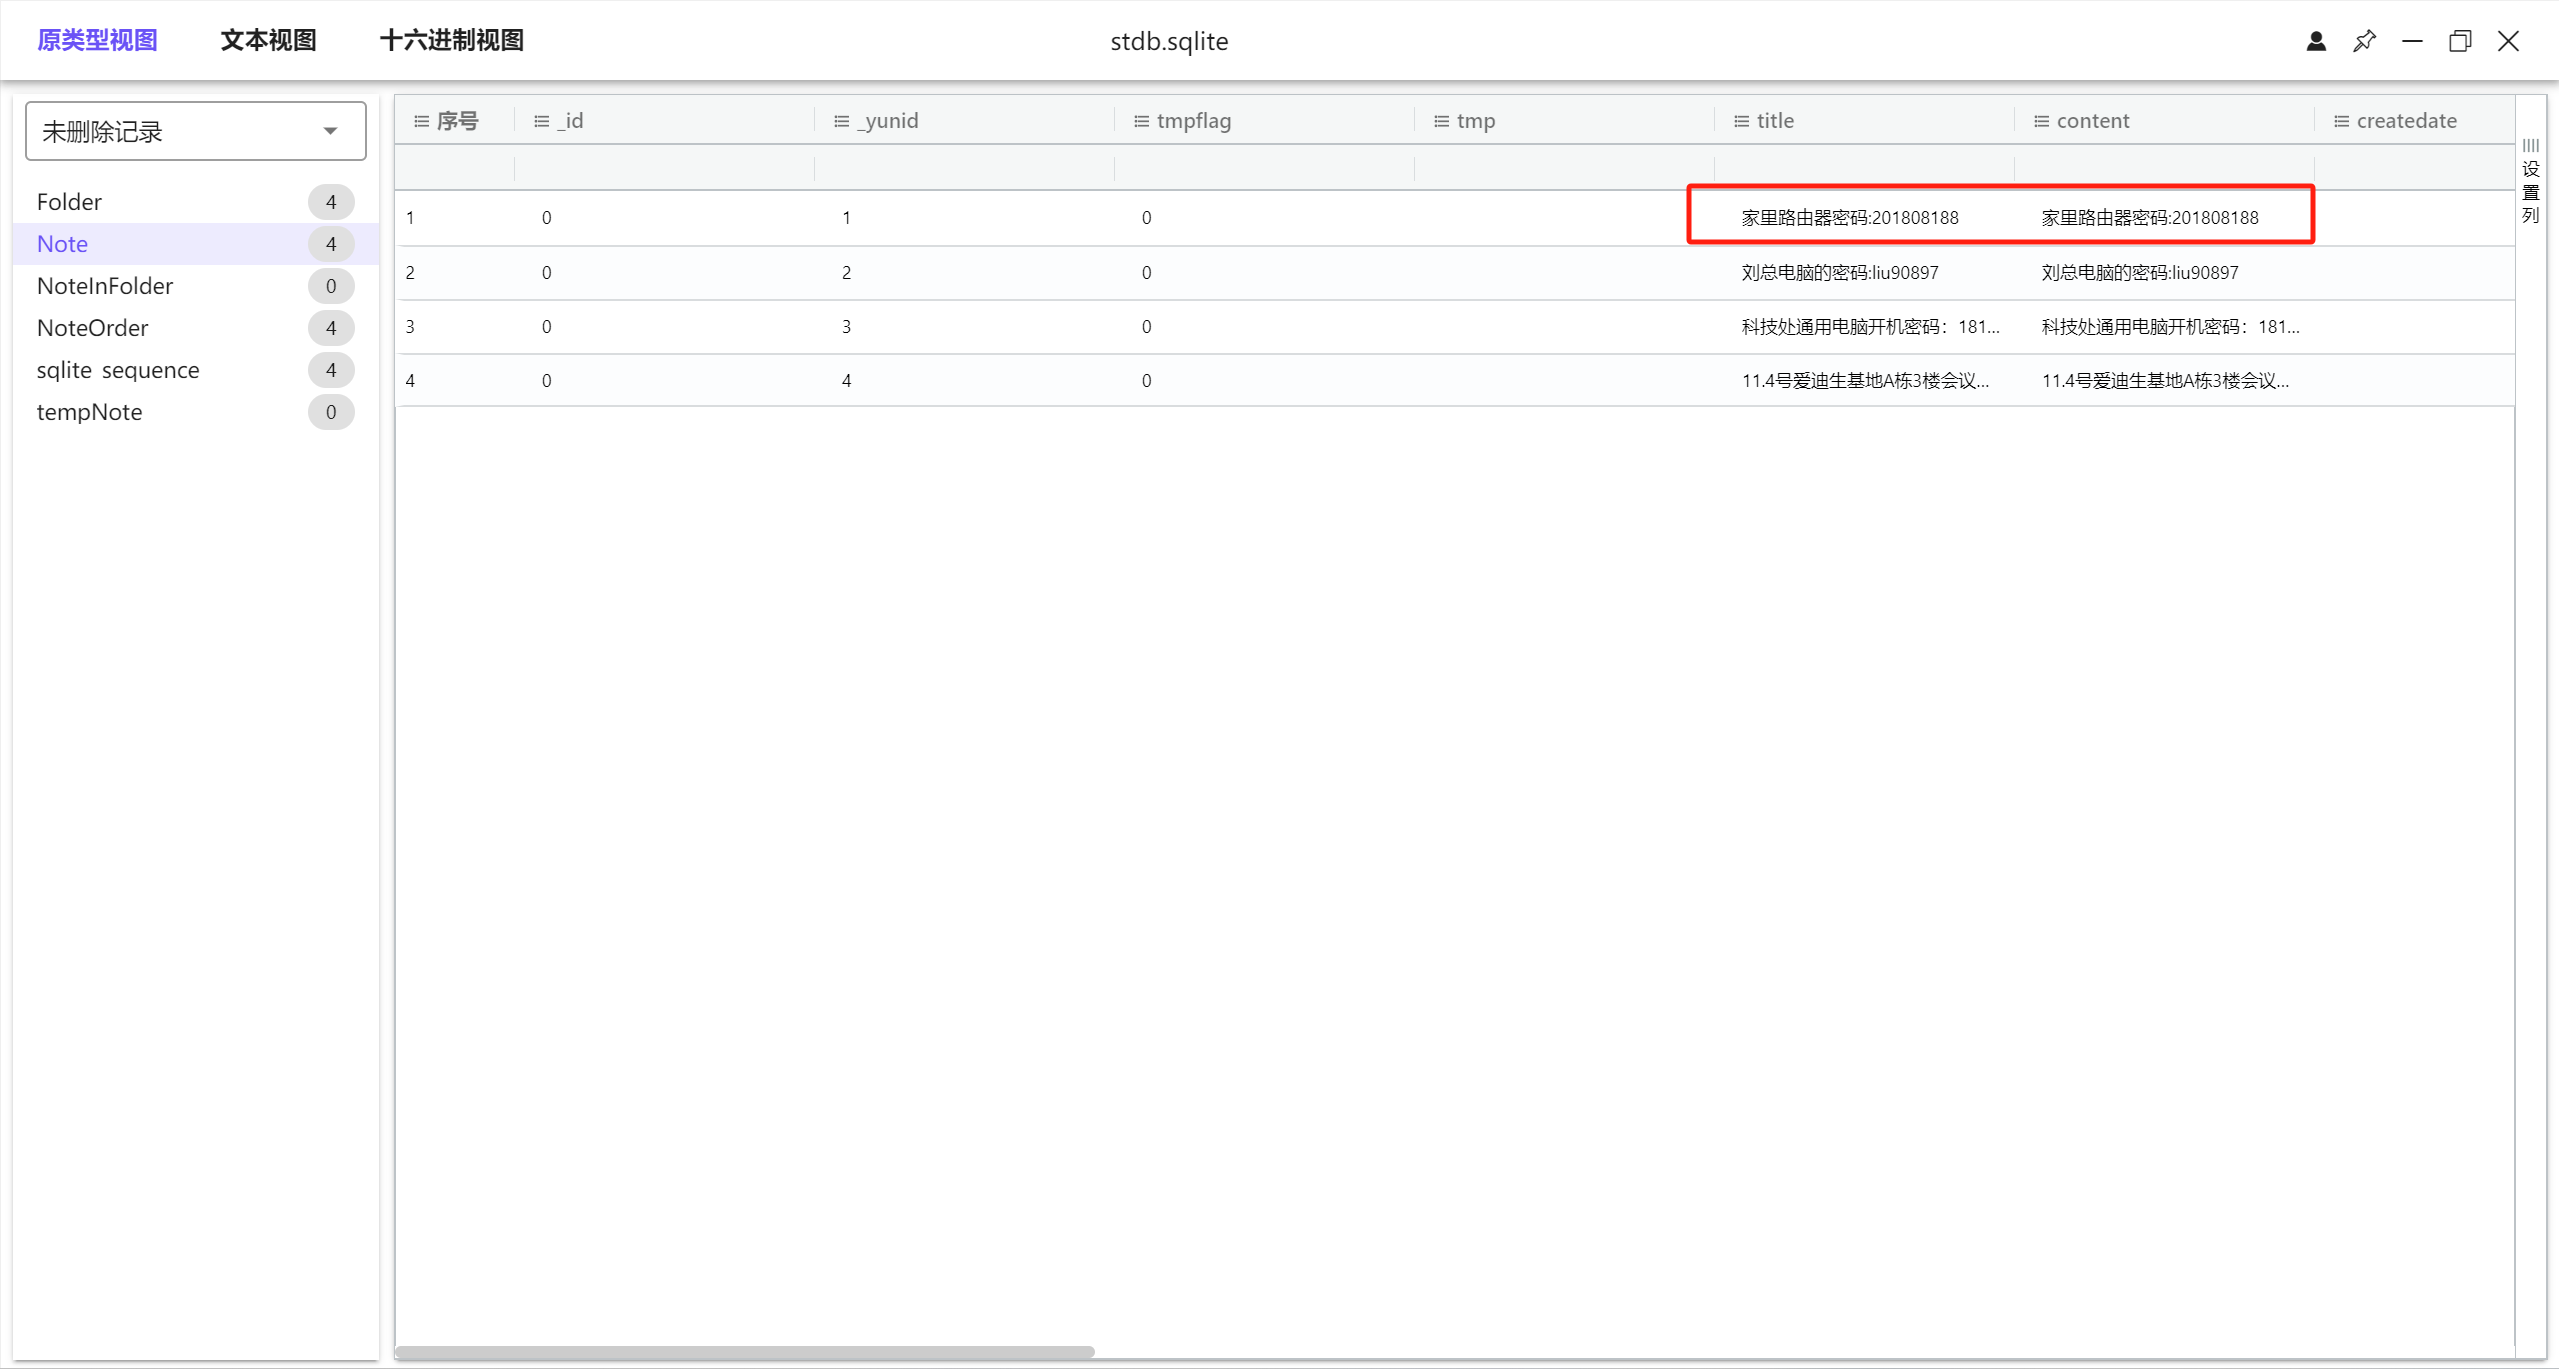 原类型视图 文本视图 十六进制视图 stdb.sqlite
未删除记录
Folder 4
Note 4
NoteInFolder 0
NoteOrder 4
sqlite sequence 4
tempNote 0
序号 _id _yunid tmpflag tmp title content createdate
1 0 1 0 家里路由器密码:201808188 家里路由器密码:201808188
2 0 2 0 刘总电脑的密码:liu90897 刘总电脑的密码:liu90897
3 0 3 0 科技处通用电脑开机密码：181... 科技处通用电脑开机密码：181...
4 0 4 0 11.4号爱迪生基地A栋3楼会议... 11.4号爱迪生基地A栋3楼会议...
设置列